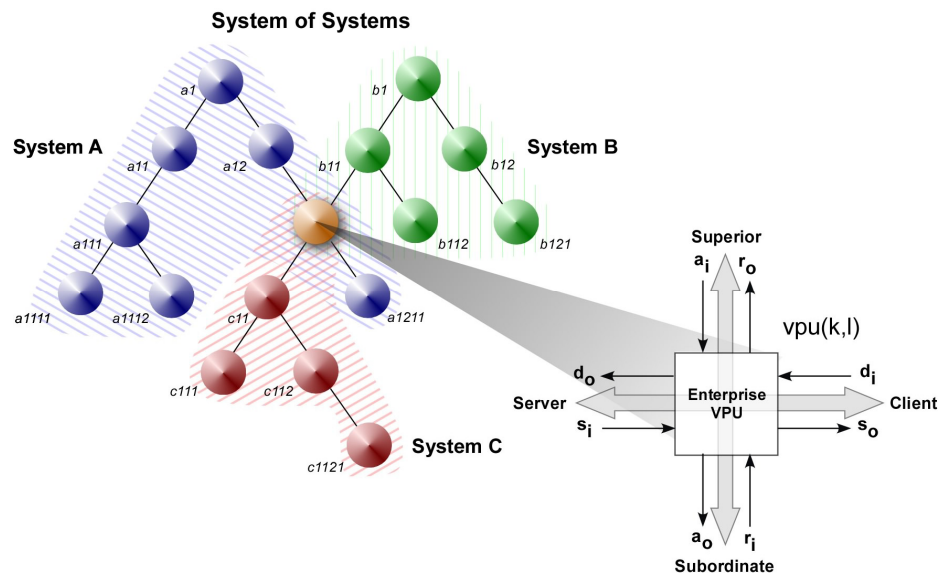 System of Systems
a1
b1
System A
a11
a12
b11
b12
System B
a111
b112
b121
Superior
a1111
a1112
c11
a1211
ai
ro
vpu(k,l)
c111
c112
do
di
Enterprise
VPU
Server
Client
si
so
c1121
System C
ao
ri
Subordinate